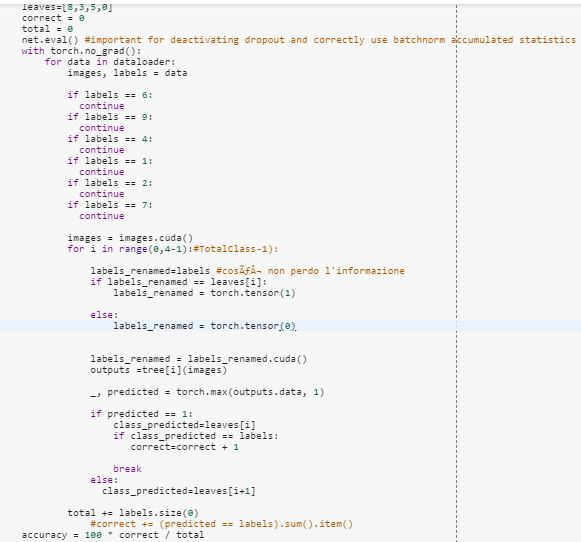 leaves=[8,3,5,0]
correct = 0
total = 0
net.eval() #important for deactivating dropout and correctly use batchnorm accumulated statistics
with torch.no_grad():
for data in dataloader:
images, labels = data
if labels == 6:
continue
if labels == 9:
continue
if labels == 4:
continue
if labels == 1:
continue
if labels == 2:
continue
if labels == 7:
continue
images = images.cuda()
for i in range(0,4-1):#TotalClass-1):
labels_renamed=labels #cosÃƒÂ¬ non perdo l'informazione
if labels_renamed == leaves[i]:
labels_renamed = torch.tensor(1)
else:
labels_renamed = torch.tensor(0)
labels_renamed = labels_renamed.cuda()
outputs =tree[i](images)
_, predicted = torch.max(outputs.data, 1)
if predicted == 1:
class_predicted=leaves[i]
if class_predicted == labels:
correct=correct + 1
break
else:
class_predicted=leaves[i+1]
total += labels.size(0)
#correct += (predicted == labels).sum().item()
accuracy = 100 * correct / total